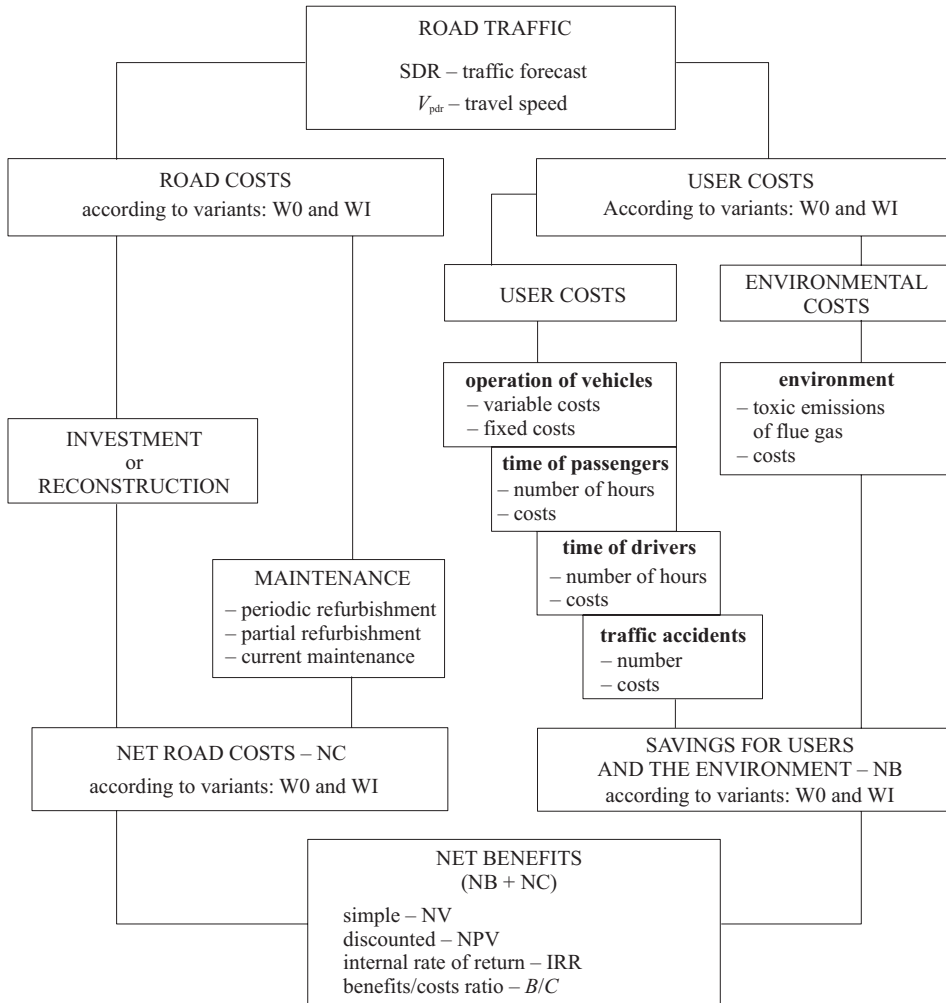 ROAD TRAFFIC
SDR – traffic forecast
Vpdr – travel speed
ROAD COSTS
according to variants: W0 and WI
USER COSTS
According to variants: W0 and WI
USER COSTS
ENVIRONMENTAL
COSTS
operation of vehicles
– variable costs
– fixed costs
environment
– toxic emissions
of flue gas
– costs
INVESTMENT
or
RECONSTRUCTION
time of passengers
– number of hours
– costs
time of drivers
– number of hours
– costs
MAINTENANCE
– periodic refurbishment
– partial refurbishment
– current maintenance
traffic accidents
– number
– costs
NET ROAD COSTS – NC
according to variants: W0 and WI
SAVINGS FOR USERS
AND THE ENVIRONMENT – NB
according to variants: W0 and WI
NET BENEFITS
(NB + NC)
simple – NV
discounted – NPV
internal rate of return – IRR
benefits/costs ratio – B/C